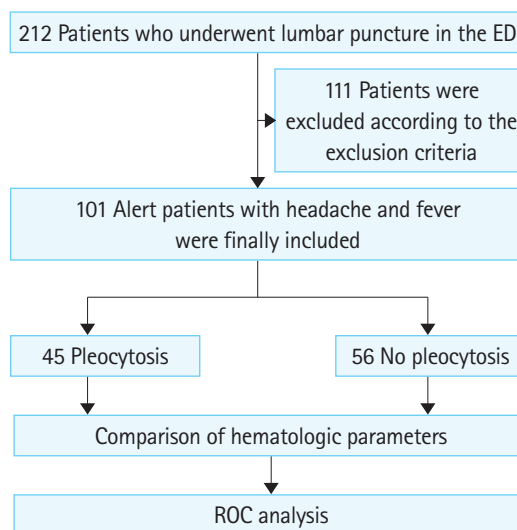 212 Patients who underwent lumbar puncture in the ED
111 Patients were
excluded according to the
exclusion criteria
101 Alert patients with headache and fever
were finally included
45 Pleocytosis
56 No pleocytosis
Comparison of hematologic parameters
ROC analysis